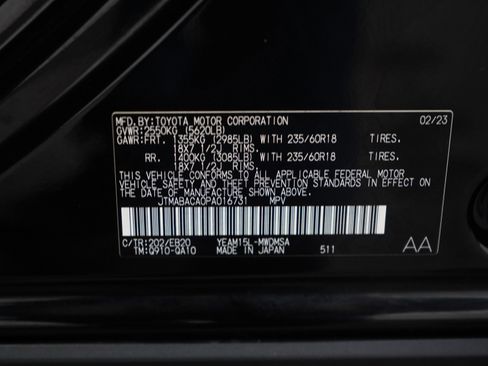 MFD.BY:TOYOTA MOTOR CORPORATION 02/23
GVWR:2550KG (5620LB)
GAWR:FRT. 1355KG (2985LB) WITH 235/60R18 TIRES.
18X7 1/2J RIMS.
RR. 1400KG (3085LB) WITH 235/60R18 TIRES.
18X7 1/2J RIMS.
THIS VEHICLE CONFORMS TO ALL APPLICABLE FEDERAL MOTOR
VEHICLE SAFETY AND THEFT PREVENTION STANDARDS IN EFFECT ON
THE DATE OF MANUFACTURE SHOWN ABOVE.
JTMABACA0PA016731 MPV
C/TR:202/EB20 YEAM15L-MWDMSA
TM:Q910-QA10 MADE IN JAPAN 511 AA